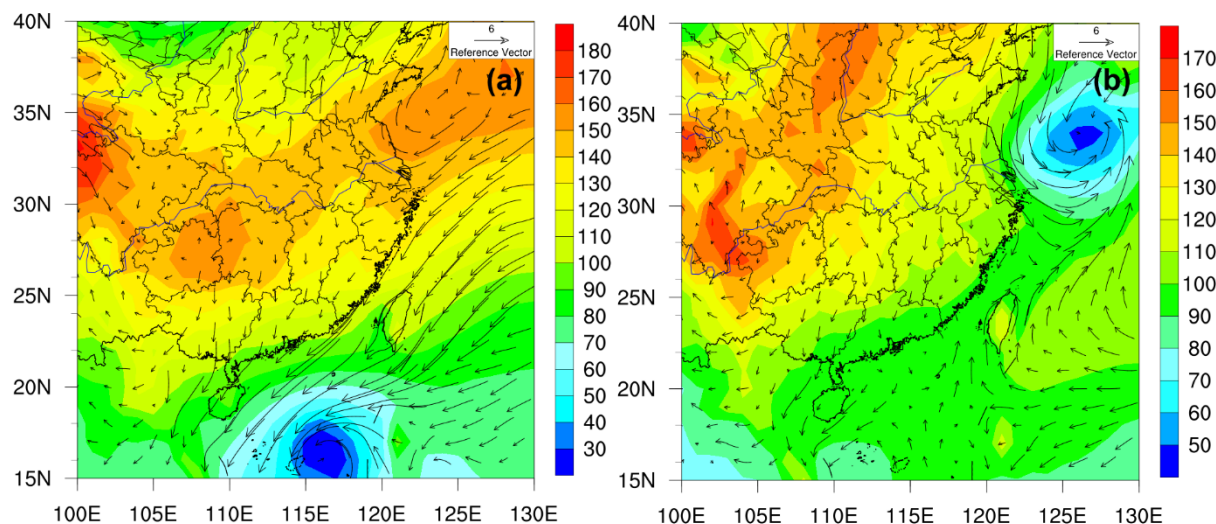 40N
35N
30N
25N
20N
15N
100E
105E
110E
115E
120E
125E
130E
6
Reference Vector
(a)
180
170
160
150
140
130
110
100
90
80
70
60
50
40
30
40N
35N
30N
25N
20N
15N
100E
105E
110E
115E
120E
125E
130E
6
Reference Vector
(b)
170
160
150
140
130
120
110
100
90
80
70
60
50